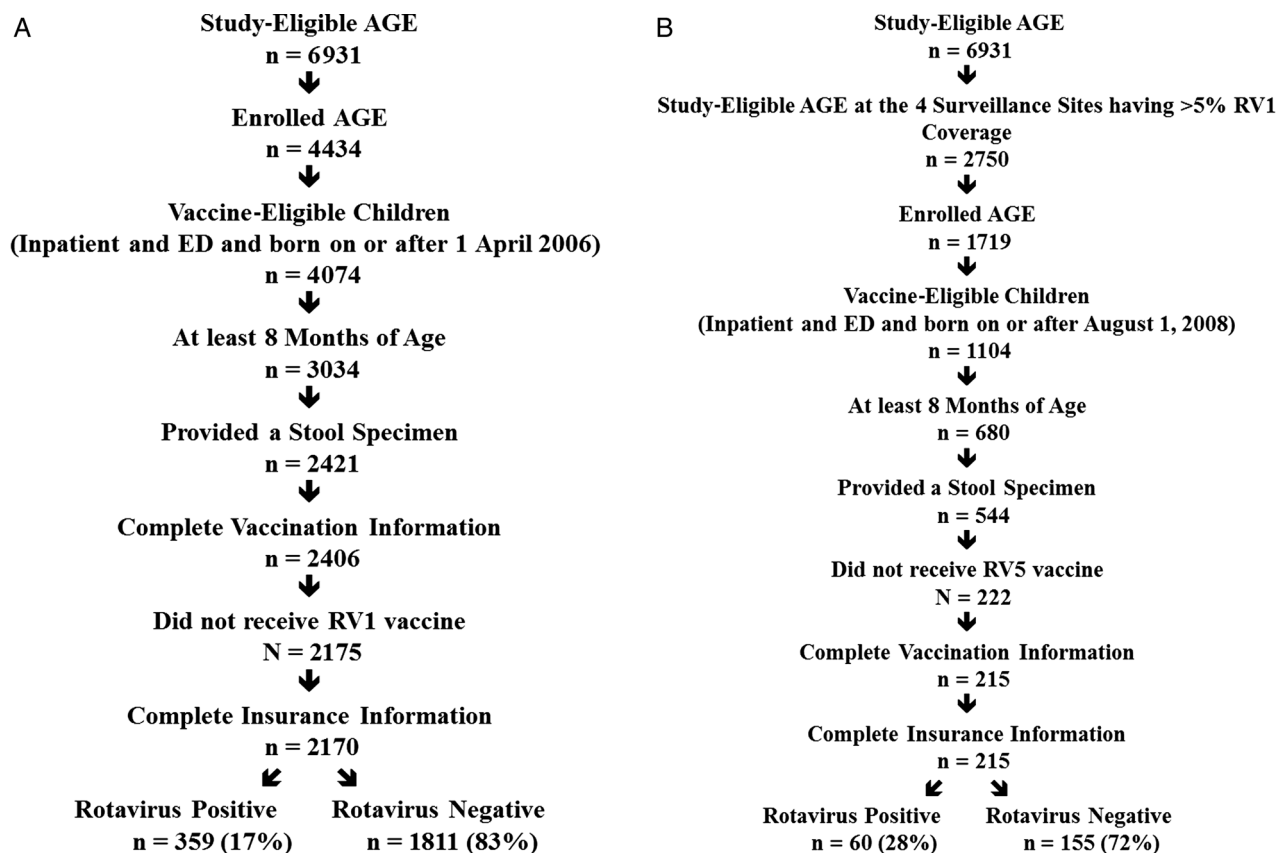 A
Study-Eligible AGE
n = 6931
Enrolled AGE
n = 4434
Vaccine-Eligible Children
(Inpatient and ED and born on or after 1 April 2006)
n = 4074
At least 8 Months of Age
n = 3034
Provided a Stool Specimen
n = 2421
Complete Vaccination Information
n = 2406
Did not receive RV1 vaccine
N = 2175
Complete Insurance Information
n = 2170
Rotavirus Positive
n = 359 (17%)
Rotavirus Negative
n = 1811 (83%)
B
Study-Eligible AGE
n = 6931
Study-Eligible AGE at the 4 Surveillance Sites having >5% RV1
Coverage
n = 2750
Enrolled AGE
n = 1719
Vaccine-Eligible Children
(Inpatient and ED and born on or after August 1, 2008)
n = 1104
At least 8 Months of Age
n = 680
Provided a Stool Specimen
n = 544
Did not receive RV5 vaccine
N = 222
Complete Vaccination Information
n = 215
Complete Insurance Information
n = 215
Rotavirus Positive
n = 60 (28%)
Rotavirus Negative
n = 155 (72%)